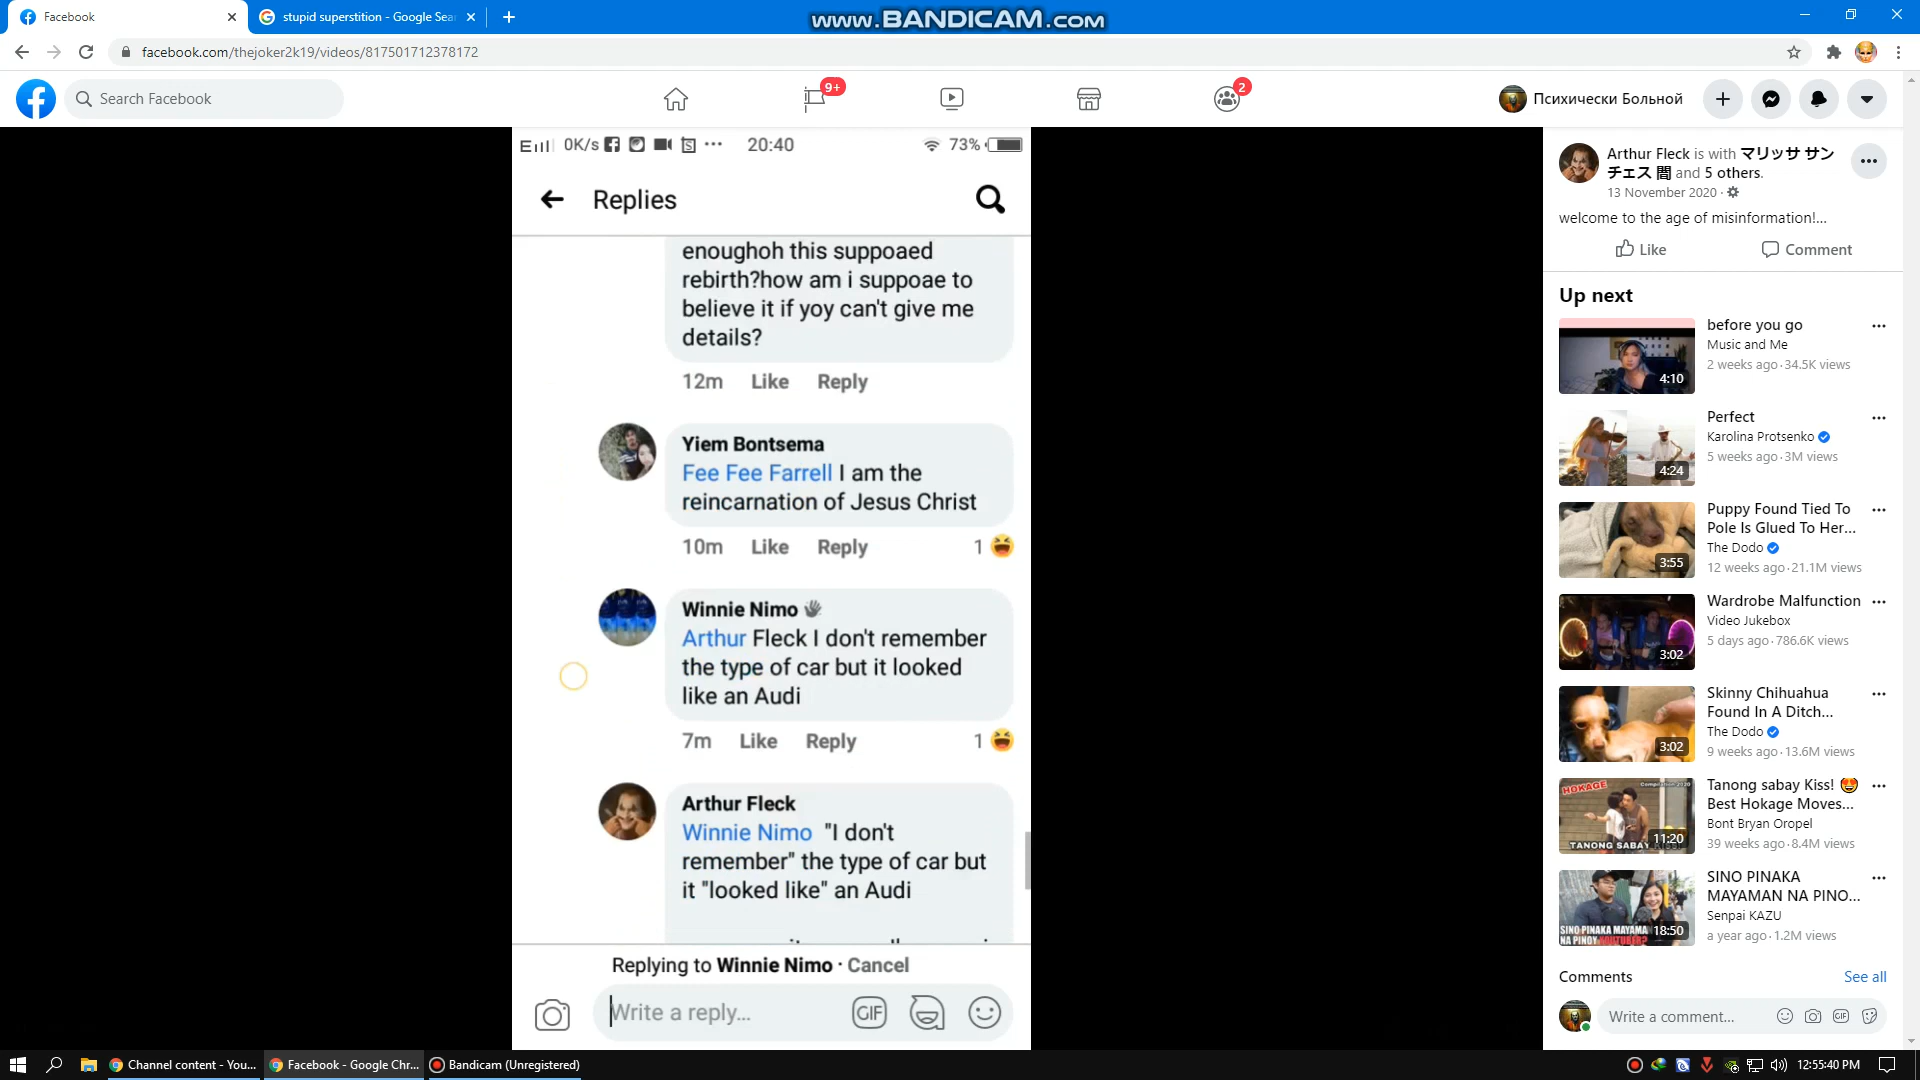 Facebook
stupid superstition - Google Sear
www.BANDICAM.com
facebook.com/thejoker2k19/videos/817501712378172
Search Facebook
9+
2
Психически Больной
0K/s
20:40
73%
Replies
enoughoh this suppoaed
rebirth?how am i suppoae to
believe it if yoy can't give me
details?
12m Like Reply
Yiem Bontsema
Fee Fee Farrell I am the
reincarnation of Jesus Christ
10m Like Reply 1
Winnie Nimo
Arthur Fleck I don't remember
the type of car but it looked
like an Audi
7m Like Reply 1
Arthur Fleck
Winnie Nimo "I don't
remember" the type of car but
it "looked like" an Audi
Replying to Winnie Nimo · Cancel
Write a reply...
GIF
Arthur Fleck is with マリッサ サン
チェス 闇 and 5 others.
13 November 2020 ·
welcome to the age of misinformation!...
Like Comment
Up next
before you go
Music and Me
2 weeks ago · 34.5K views
4:10
Perfect
Karolina Protsenko
5 weeks ago · 3M views
4:24
Puppy Found Tied To
Pole Is Glued To Her...
The Dodo
12 weeks ago · 21.1M views
3:55
Wardrobe Malfunction
Video Jukebox
5 days ago · 786.6K views
3:02
Skinny Chihuahua
Found In A Ditch...
The Dodo
9 weeks ago · 13.6M views
3:02
Tanong sabay Kiss! 🤩
Best Hokage Moves...
Bont Bryan Oropel
39 weeks ago · 8.4M views
HOKAGE
Compilation 2020
11:20
TANONG SABAY
SINO PINAKA
MAYAMAN NA PINO...
Senpai KAZU
a year ago · 1.2M views
SINO PINAKA MAYAMA
NA PINOY YOUTUBER?
18:50
Comments See all
Write a comment...
Channel content - You...
Facebook - Google Chr...
Bandicam (Unregistered)
12:55:40 PM